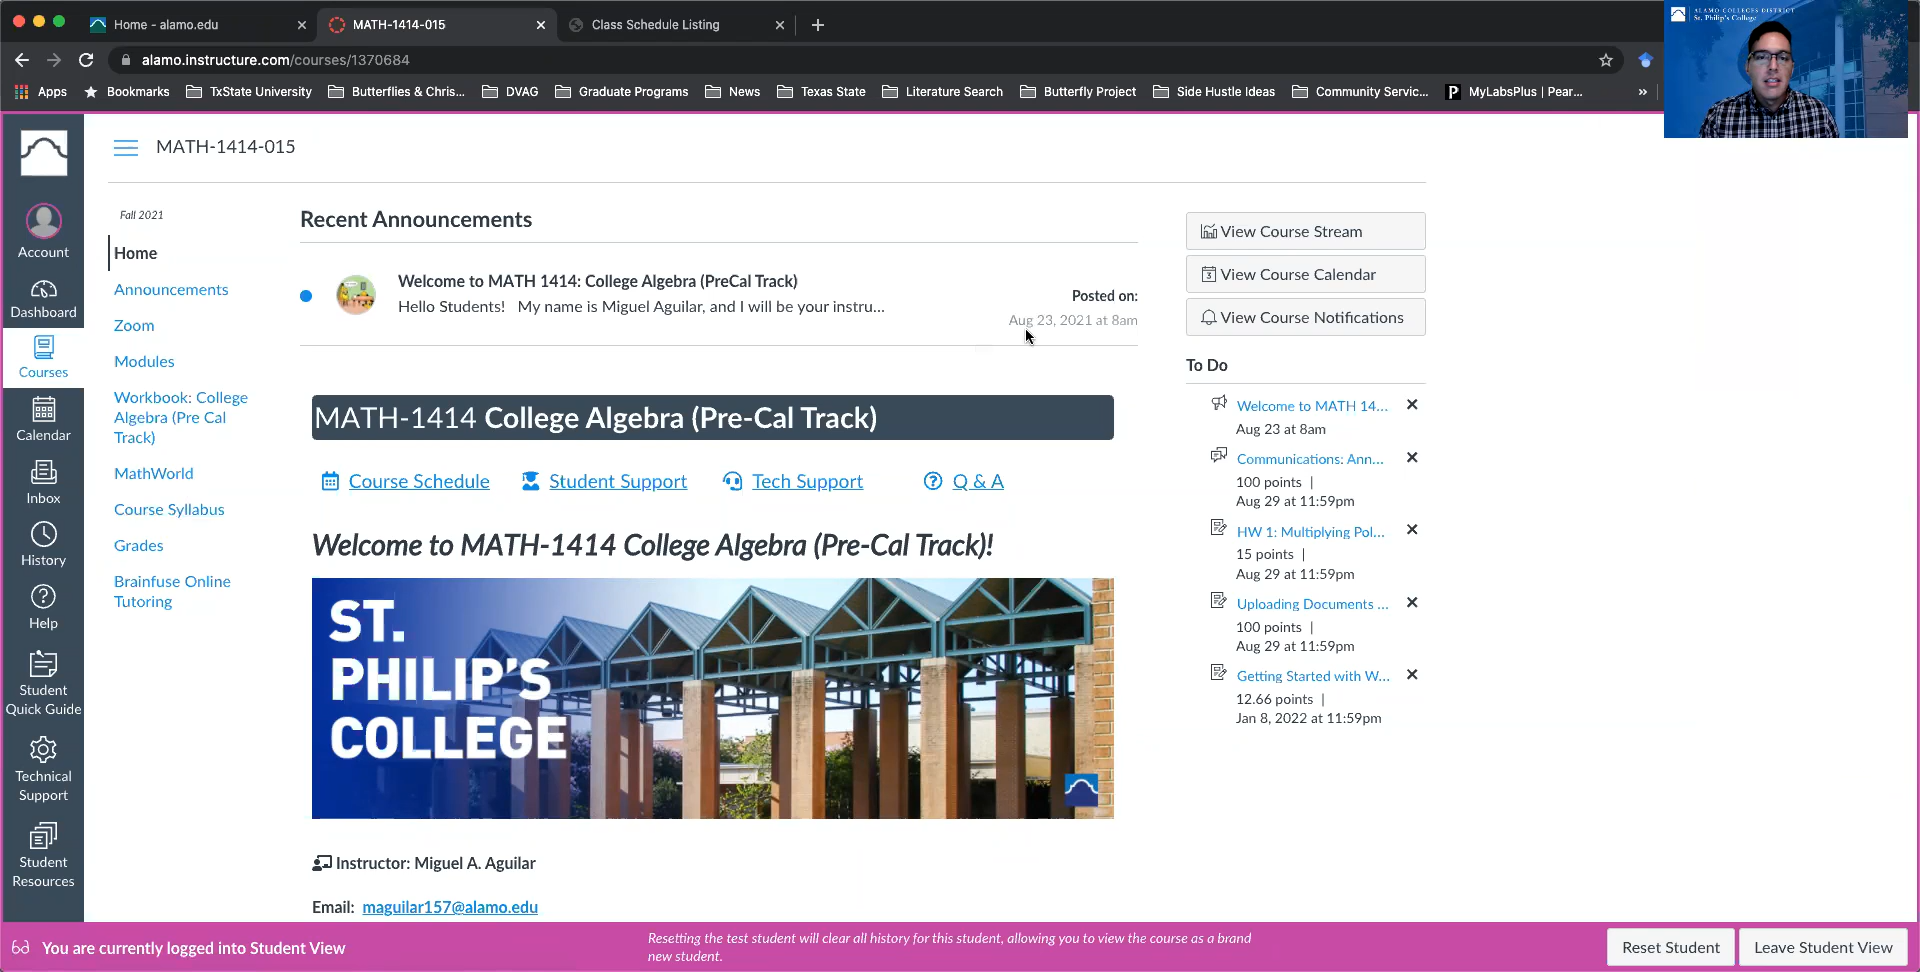 Home - alamo.edu
MATH-1414-015
Class Schedule Listing
alamo.instructure.com/courses/1370684
Apps
Bookmarks
TxState University
Butterflies & Chris...
DVAG
Graduate Programs
News
Texas State
Literature Search
Butterfly Project
Side Hustle Ideas
Community Servic...
MyLabsPlus | Pear...
»
ALAMO COLLEGES DISTRICT
St. Philip's College
MATH-1414-015
Account
Dashboard
Courses
Calendar
Inbox
History
Help
Student
Quick Guide
Technical
Support
Student
Resources
Fall 2021
Home
Announcements
Zoom
Modules
Workbook: College
Algebra (Pre Cal
Track)
MathWorld
Course Syllabus
Grades
Brainfuse Online
Tutoring
Recent Announcements
Welcome to MATH 1414: College Algebra (PreCal Track)
Hello Students!   My name is Miguel Aguilar, and I will be your instru...
Posted on:
Aug 23, 2021 at 8am
MATH-1414 College Algebra (Pre-Cal Track)
Course Schedule
Student Support
Tech Support
Q & A
Welcome to MATH-1414 College Algebra (Pre-Cal Track)!
ST.
PHILIP'S
COLLEGE
Instructor: Miguel A. Aguilar
Email: maguilar157@alamo.edu
View Course Stream
3 View Course Calendar
View Course Notifications
To Do
Welcome to MATH 14...
Aug 23 at 8am
Communications: Ann...
100 points |
Aug 29 at 11:59pm
HW 1: Multiplying Pol...
15 points |
Aug 29 at 11:59pm
Uploading Documents ...
100 points |
Aug 29 at 11:59pm
Getting Started with W...
12.66 points |
Jan 8, 2022 at 11:59pm
You are currently logged into Student View
Resetting the test student will clear all history for this student, allowing you to view the course as a brand
new student.
Reset Student
Leave Student View